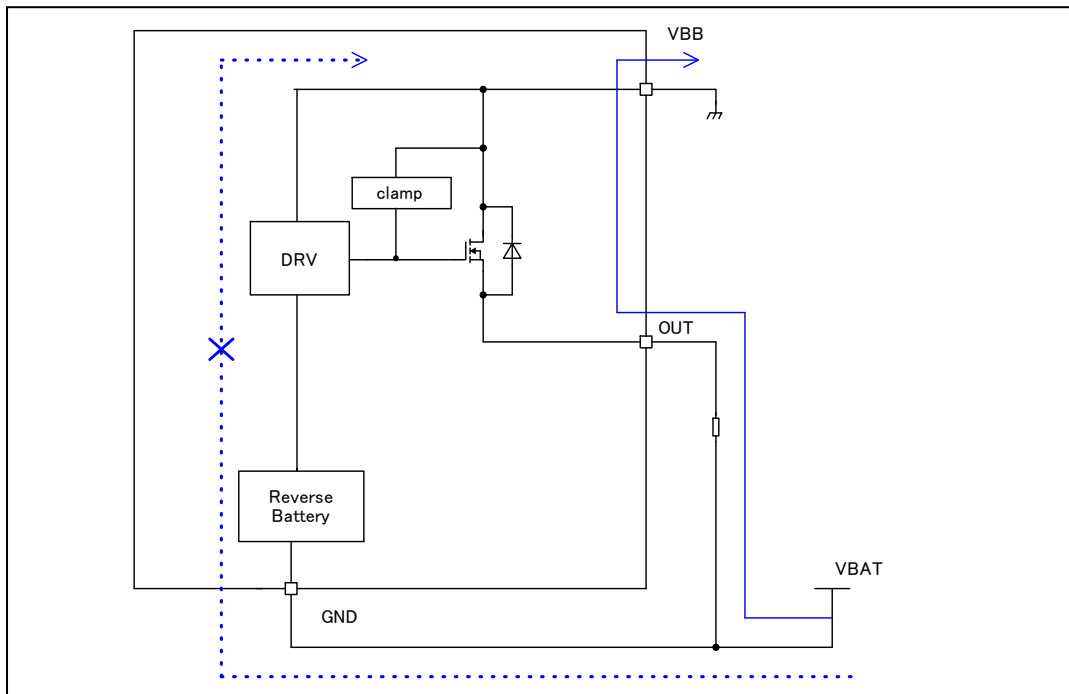 VBB
clamp
DRV
OUT
Reverse
Battery
VBAT
GND